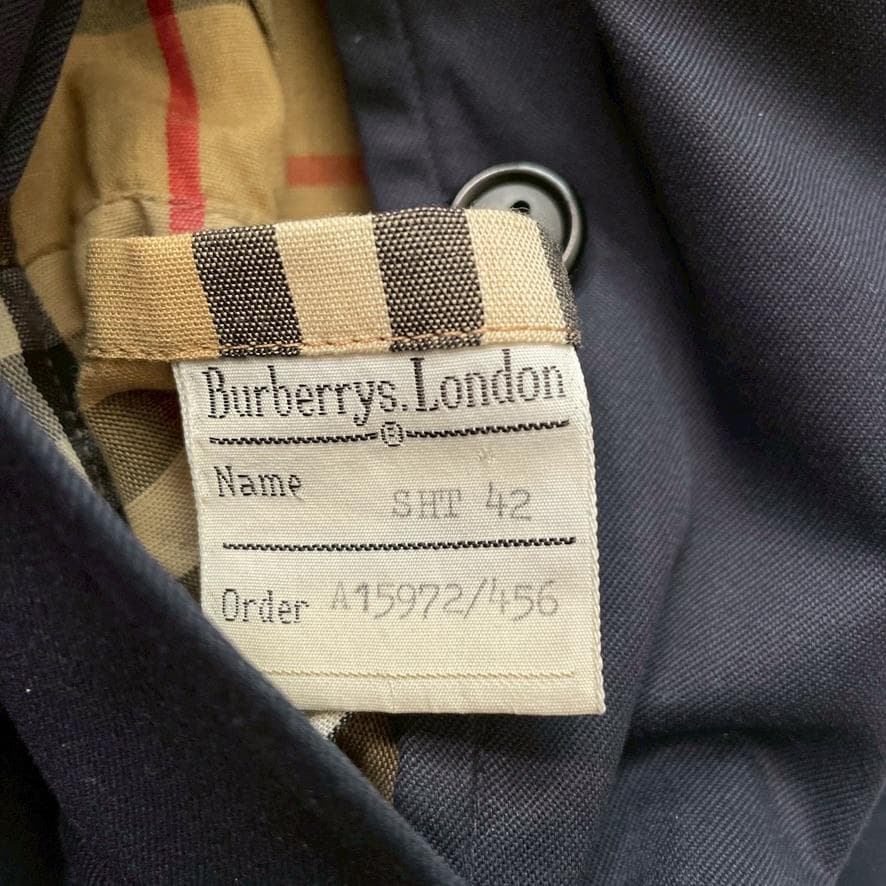 Burberrys. London
®
Name SHT 42
Order A15972/456